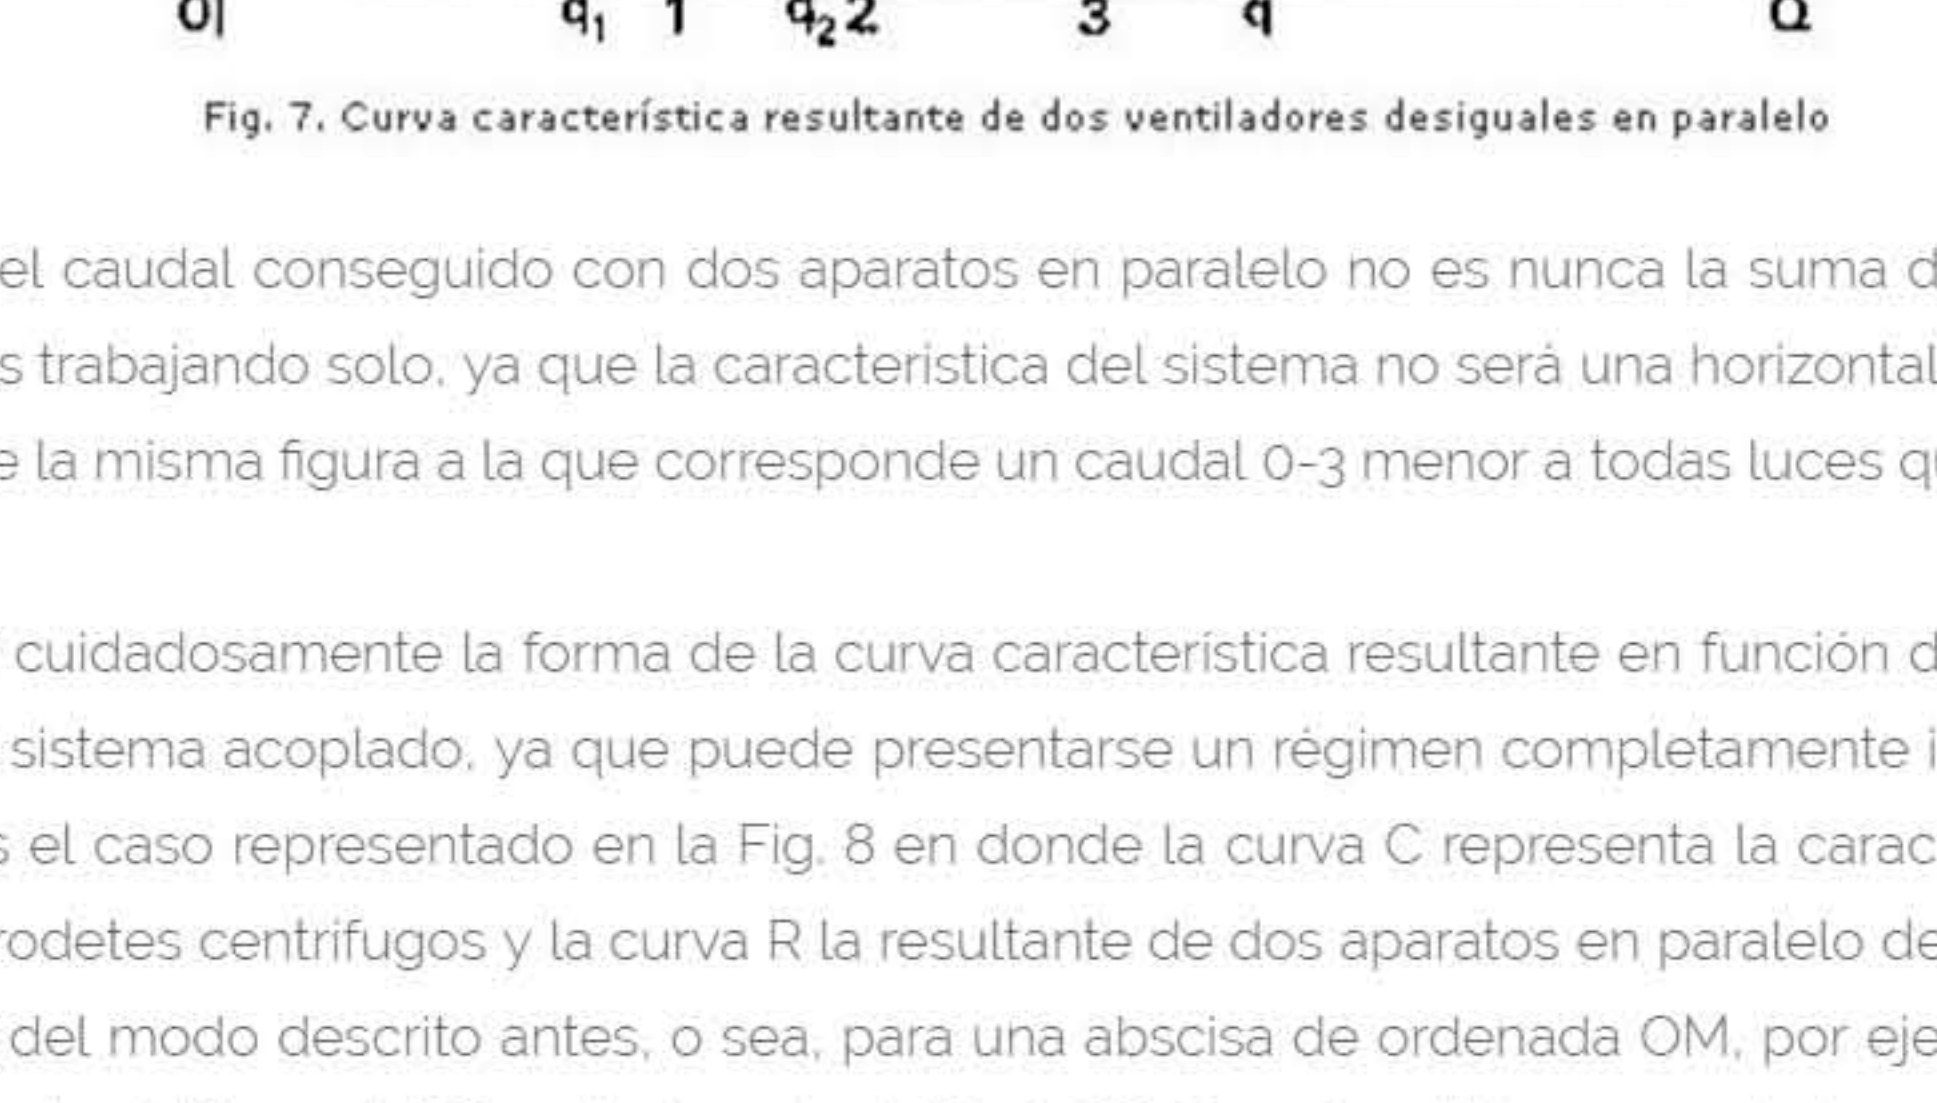 0 q1 1 q2 2 3 q Q
Fig. 7. Curva característica resultante de dos ventiladores desiguales en paralelo
el caudal conseguido con dos aparatos en paralelo no es nunca la suma d
s trabajando solo, ya que la característica del sistema no será una horizontal
e la misma figura a la que corresponde un caudal 0-3 menor a todas luces qu
cuidadosamente la forma de la curva característica resultante en función d
sistema acoplado, ya que puede presentarse un régimen completamente i
s el caso representado en la Fig. 8 en donde la curva C representa la carac
rodetes centrífugos y la curva R la resultante de dos aparatos en paralelo de
del modo descrito antes, o sea, para una abscisa de ordenada OM, por eje